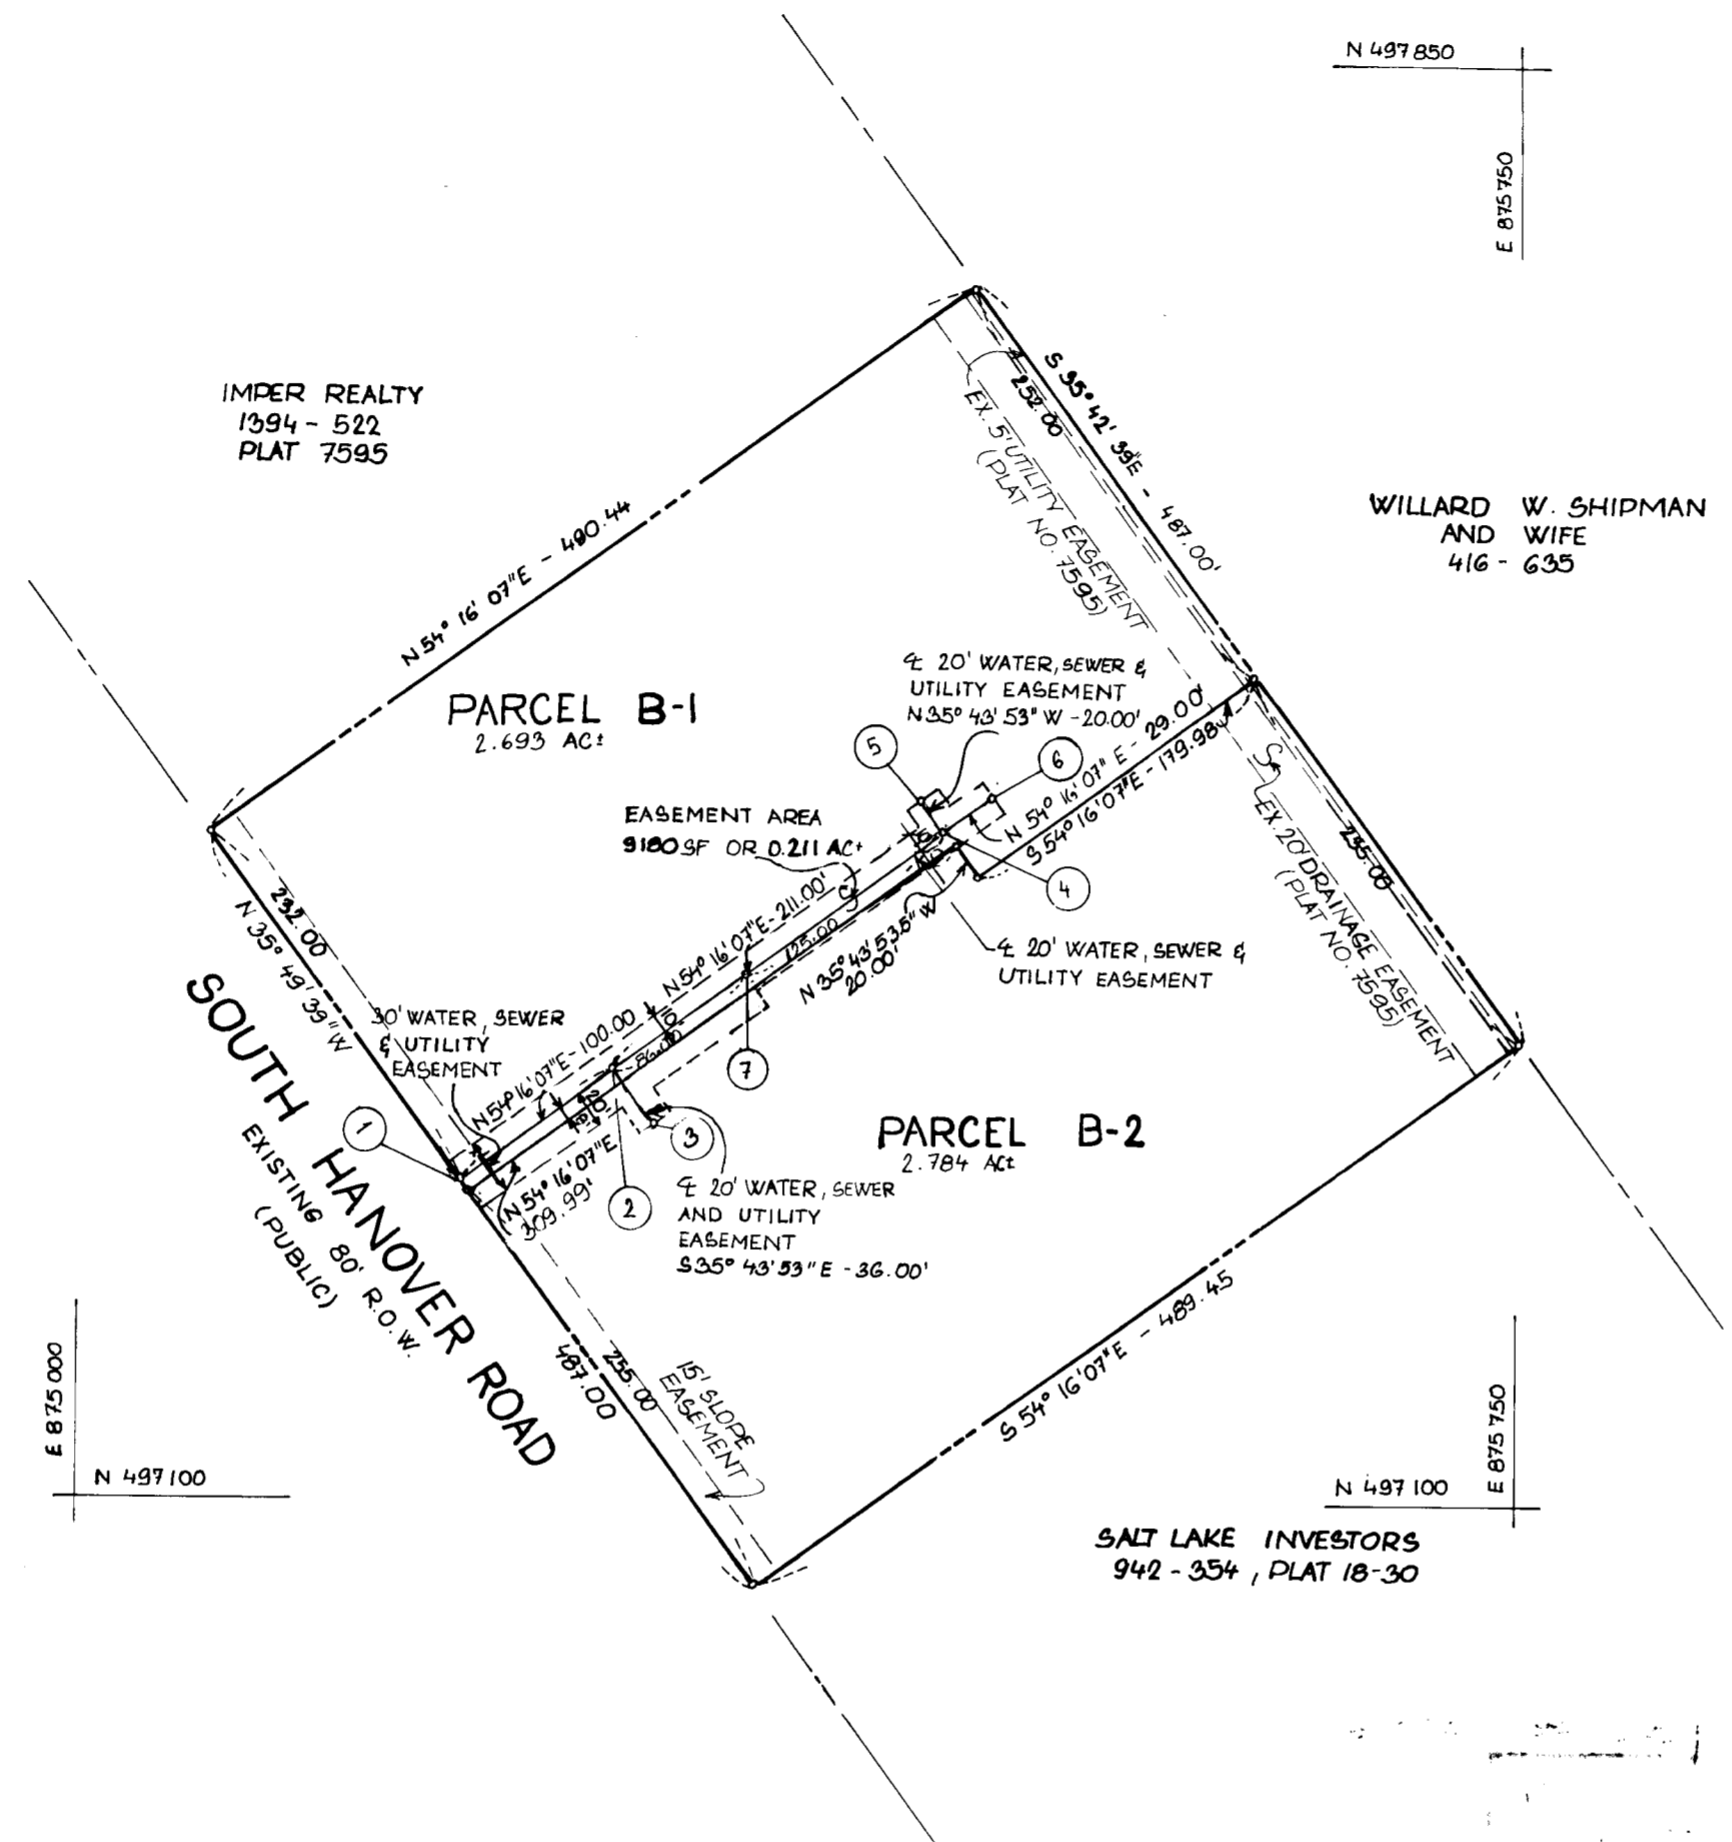 N 497850
E 875750
IMPER REALTY
1394 - 522
PLAT 7595
S 35° 42' 39"E - 487.00'
252.00
EX. 5' UTILITY EASEMENT
(PLAT NO. 7595)
WILLARD W. SHIPMAN
AND WIFE
416 - 635
N 54° 16' 07"E - 490.44
PARCEL B-1
2.693 AC±
℄ 20' WATER, SEWER &
UTILITY EASEMENT
N 35° 43' 53" W - 20.00'
5
6
N 54° 16' 07" E - 29.00'
S 54° 16' 07"E - 179.98
EX. 20' DRAINAGE EASEMENT
(PLAT NO. 7595)
235.00
EASEMENT AREA
9180 SF OR 0.211 AC±
4
232.00
N 35° 49' 39" W
N 54° 16' 07"E - 211.00'
125.00
N 35° 43' 53.5" W
20.00'
℄ 20' WATER, SEWER &
UTILITY EASEMENT
30' WATER, SEWER
& UTILITY
EASEMENT
N 54° 16' 07"E - 100.00
10
86.00
7
1
3
2
N 54° 16' 07"E
309.99'
℄ 20' WATER, SEWER
AND UTILITY
EASEMENT
S 35° 43' 53" E - 36.00'
PARCEL B-2
2.784 AC±
SOUTH HANOVER ROAD
EXISTING 80' R.O.W.
(PUBLIC)
487.00
255.00
15' SLOPE
EASEMENT
S 54° 16' 07"E - 489.45
E 875000
N 497100
E 875750
N 497100
SALT LAKE INVESTORS
942 - 354, PLAT 18-30